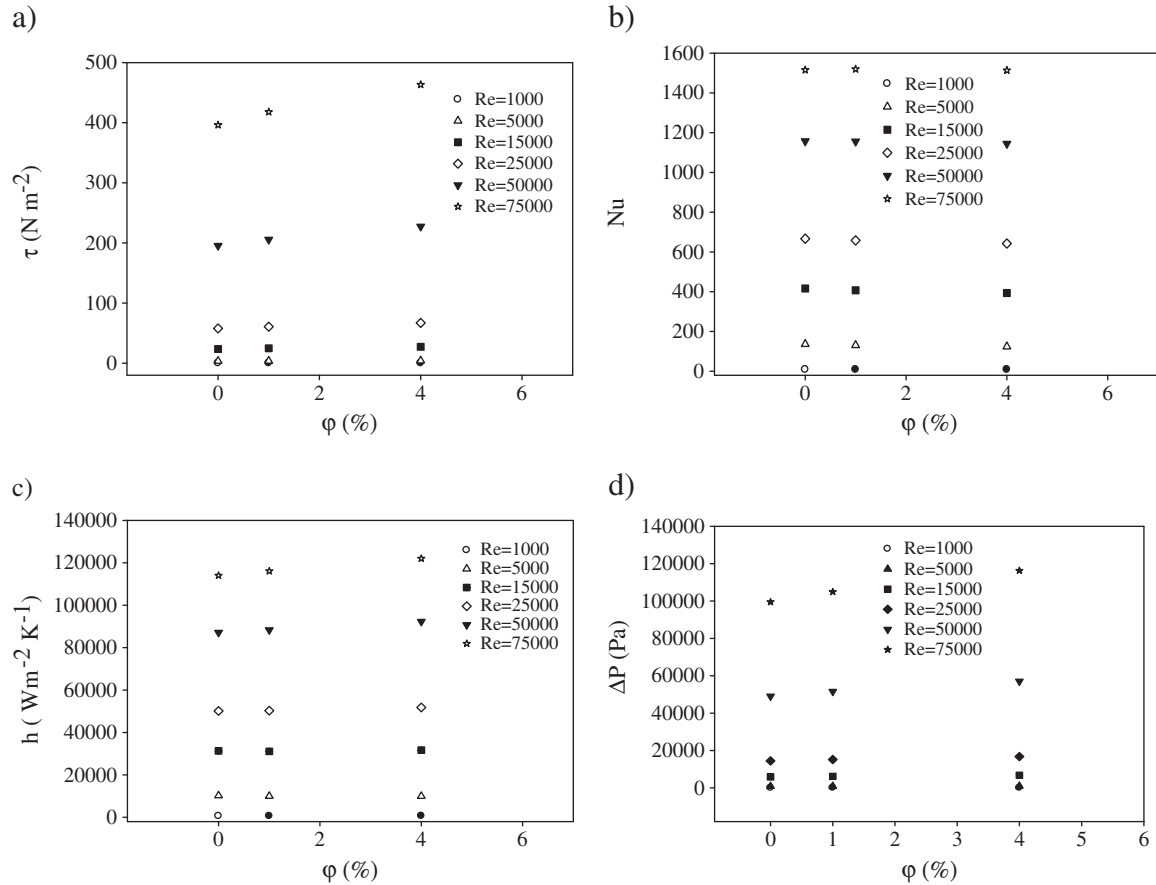 a)
500
400
300
200
100
0
τ (N m⁻²)
0 2 4 6
φ (%)
Re=1000
Re=5000
Re=15000
Re=25000
Re=50000
Re=75000
b)
1600
1400
1200
1000
800
600
400
200
0
Nu
0 2 4 6
φ (%)
Re=1000
Re=5000
Re=15000
Re=25000
Re=50000
Re=75000
c)
140000
120000
100000
80000
60000
40000
20000
0
h ( Wm⁻² K⁻¹)
0 2 4 6
φ (%)
Re=1000
Re=5000
Re=15000
Re=25000
Re=50000
Re=75000
d)
140000
120000
100000
80000
60000
40000
20000
0
ΔP (Pa)
0 1 2 3 4 5 6
φ (%)
Re=1000
Re=5000
Re=15000
Re=25000
Re=50000
Re=75000